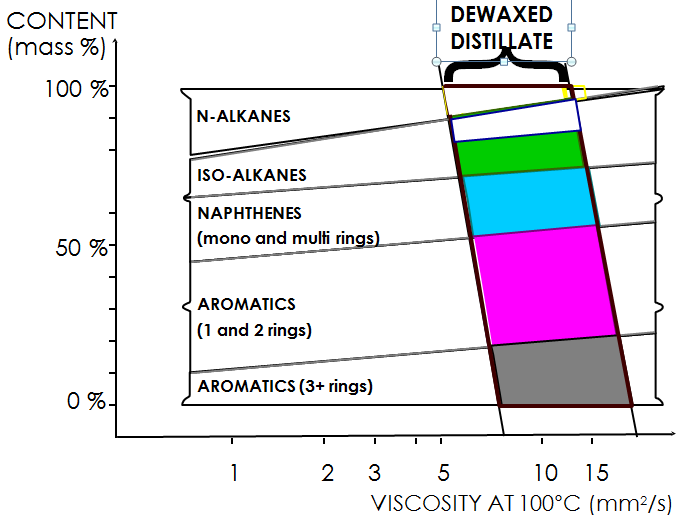 CONTENT
(mass %)
DEWAXED
DISTILLATE
100 %
N-ALKANES
ISO-ALKANES
NAPHTHENES
(mono and multi rings)
50 %
AROMATICS
(1 and 2 rings)
AROMATICS (3+ rings)
0 %
1 2 3 5 10 15
VISCOSITY AT 100°C (mm2/s)